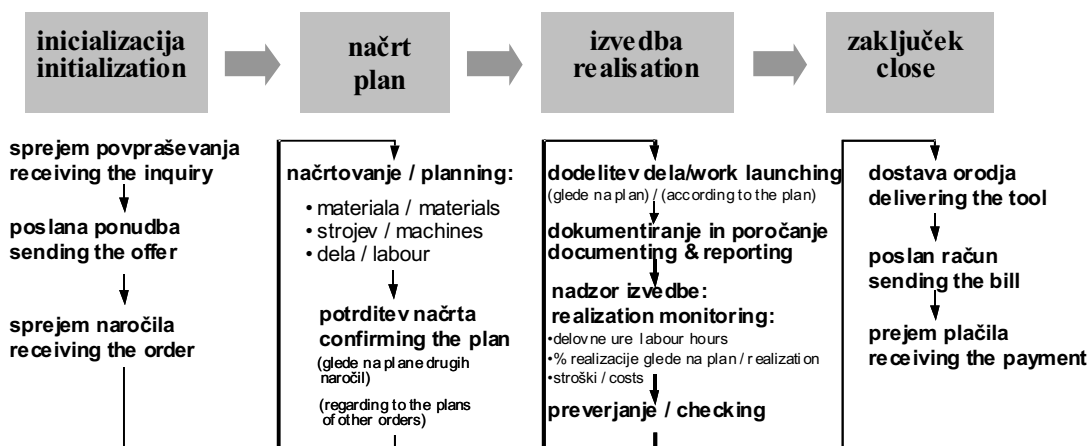 inicializacija
initialization
načrt
plan
izvedba
realisation
zaključek
close
sprejem povpraševanja
receiving the inquiry
poslana ponudba
sending the offer
sprejem naročila
receiving the order
načrtovanje / planning:
• materiala / materials
• strojev / machines
• dela / labour
potrditev načrta
confirming the plan
(glede na plane drugih
naročil)
(regarding to the plans
of other orders)
dodelitev dela/work launching
(glede na plan) / (according to the plan)
dokumentiranje in poročanje
documenting & reporting
nadzor izvedbe:
realization monitoring:
•delovne ure labour hours
•% realizacije glede na plan / realization
•stroški / costs
preverjanje / checking
dostava orodja
delivering the tool
poslan račun
sending the bill
prejem plačila
receiving the payment